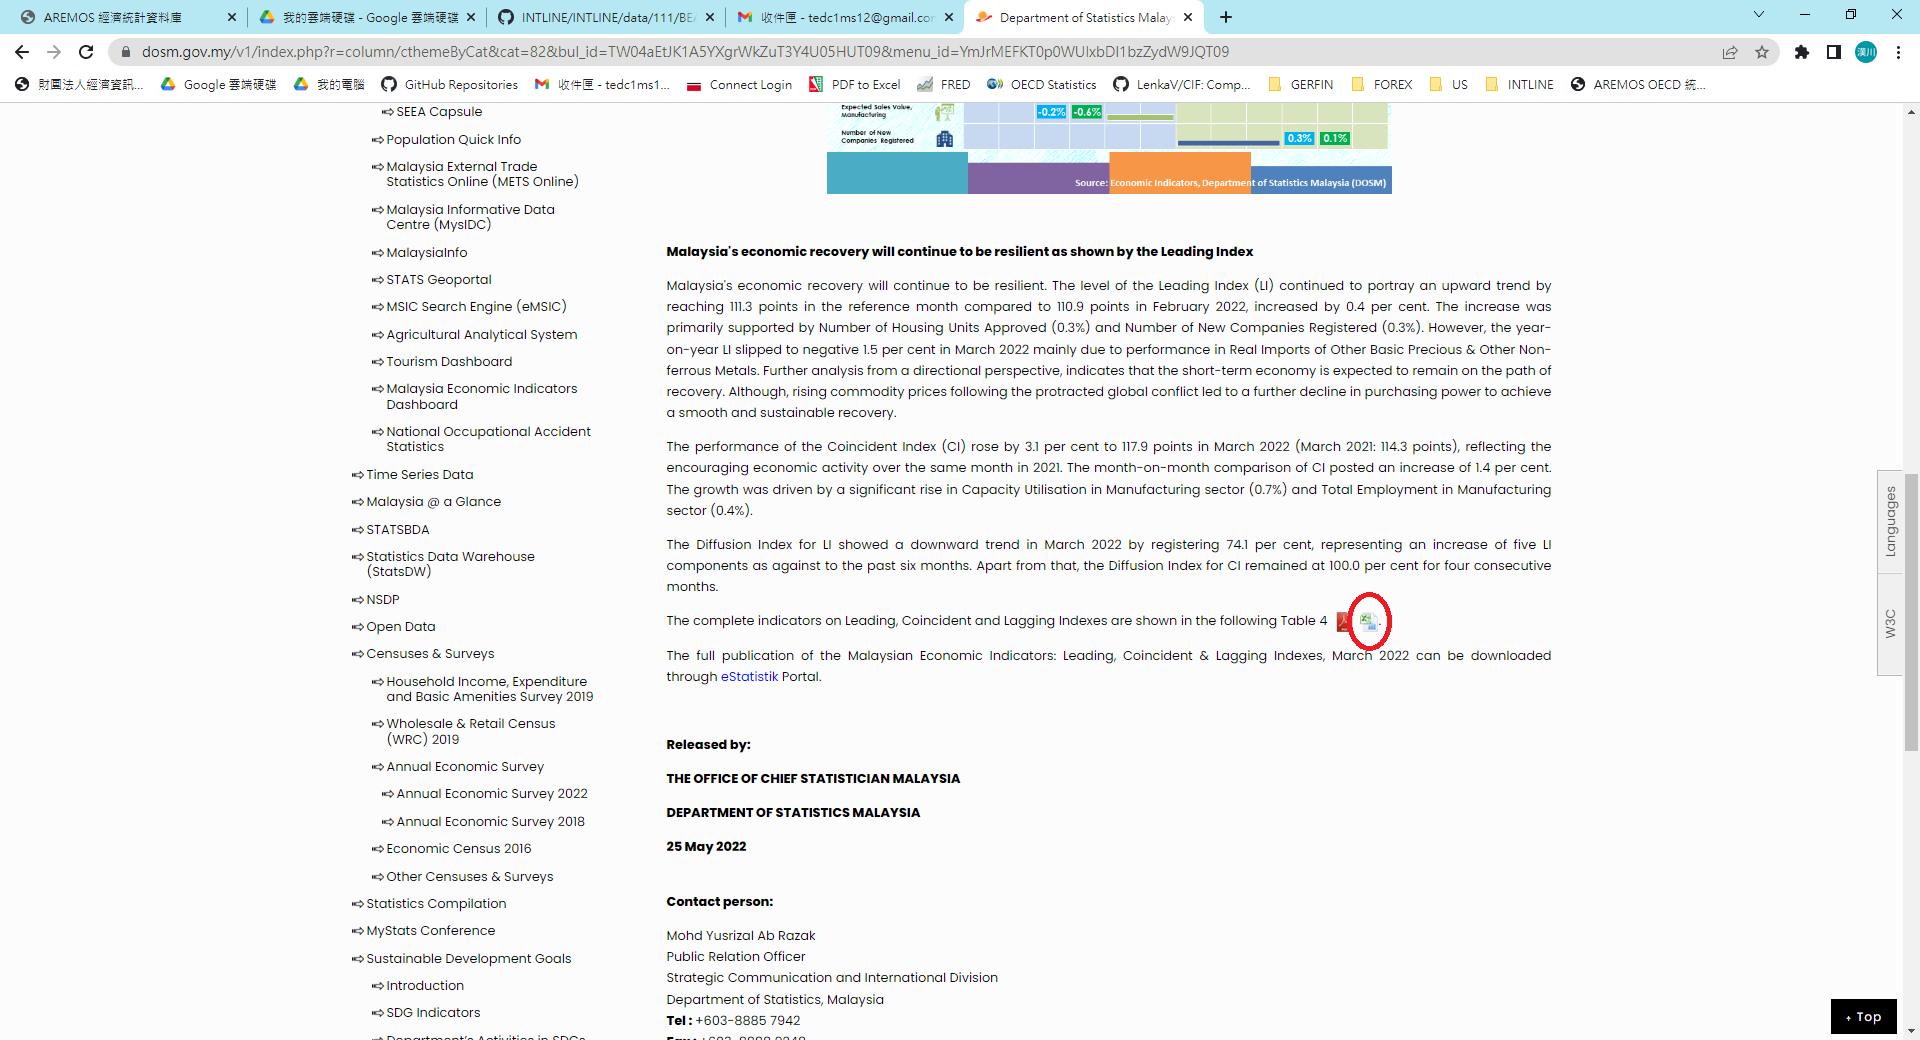 AREMOS 經濟統計資料庫
我的雲端硬碟 - Google 雲端硬碟
INTLINE/INTLINE/data/111/BEA
收件匣 - tedc1ms12@gmail.com
Department of Statistics Malays
dosm.gov.my/v1/index.php?r=column/cthemeByCat&cat=82&bul_id=TW04aEtJK1A5YXgrWkZuT3Y4U05HUT09&menu_id=YmJrMEFKT0p0WUIxbDI1bzZydW9JQT09
漢川
財團法人經濟資訊...
Google 雲端硬碟
我的電腦
GitHub Repositories
收件匣 - tedc1ms1...
Connect Login
PDF to Excel
FRED
OECD Statistics
LenkaV/CIF: Comp...
GERFIN
FOREX
US
INTLINE
AREMOS OECD 統...
SEEA Capsule
Population Quick Info
Malaysia External Trade
Statistics Online (METS Online)
Malaysia Informative Data
Centre (MysIDC)
MalaysiaInfo
STATS Geoportal
MSIC Search Engine (eMSIC)
Agricultural Analytical System
Tourism Dashboard
Malaysia Economic Indicators
Dashboard
National Occupational Accident
Statistics
Time Series Data
Malaysia @ a Glance
STATSBDA
Statistics Data Warehouse
(StatsDW)
NSDP
Open Data
Censuses & Surveys
Household Income, Expenditure
and Basic Amenities Survey 2019
Wholesale & Retail Census
(WRC) 2019
Annual Economic Survey
Annual Economic Survey 2022
Annual Economic Survey 2018
Economic Census 2016
Other Censuses & Surveys
Statistics Compilation
MyStats Conference
Sustainable Development Goals
Introduction
SDG Indicators
Department's Activities in SDGs
Expected Sales Value,
Manufacturing
-0.2% -0.6%
Number of New
Companies Registered
0.3% 0.1%
Source: Economic Indicators, Department of Statistics Malaysia (DOSM)
Malaysia's economic recovery will continue to be resilient as shown by the Leading Index
Malaysia's economic recovery will continue to be resilient. The level of the Leading Index (LI) continued to portray an upward trend by
reaching 111.3 points in the reference month compared to 110.9 points in February 2022, increased by 0.4 per cent. The increase was
primarily supported by Number of Housing Units Approved (0.3%) and Number of New Companies Registered (0.3%). However, the year-
on-year LI slipped to negative 1.5 per cent in March 2022 mainly due to performance in Real Imports of Other Basic Precious & Other Non-
ferrous Metals. Further analysis from a directional perspective, indicates that the short-term economy is expected to remain on the path of
recovery. Although, rising commodity prices following the protracted global conflict led to a further decline in purchasing power to achieve
a smooth and sustainable recovery.
The performance of the Coincident Index (CI) rose by 3.1 per cent to 117.9 points in March 2022 (March 2021: 114.3 points), reflecting the
encouraging economic activity over the same month in 2021. The month-on-month comparison of CI posted an increase of 1.4 per cent.
The growth was driven by a significant rise in Capacity Utilisation in Manufacturing sector (0.7%) and Total Employment in Manufacturing
sector (0.4%).
The Diffusion Index for LI showed a downward trend in March 2022 by registering 74.1 per cent, representing an increase of five LI
components as against to the past six months. Apart from that, the Diffusion Index for CI remained at 100.0 per cent for four consecutive
months.
The complete indicators on Leading, Coincident and Lagging Indexes are shown in the following Table 4 .
The full publication of the Malaysian Economic Indicators: Leading, Coincident & Lagging Indexes, March 2022 can be downloaded
through eStatistik Portal.
Released by:
THE OFFICE OF CHIEF STATISTICIAN MALAYSIA
DEPARTMENT OF STATISTICS MALAYSIA
25 May 2022
Contact person:
Mohd Yusrizal Ab Razak
Public Relation Officer
Strategic Communication and International Division
Department of Statistics, Malaysia
Tel : +603-8885 7942
Languages
W3C
Top